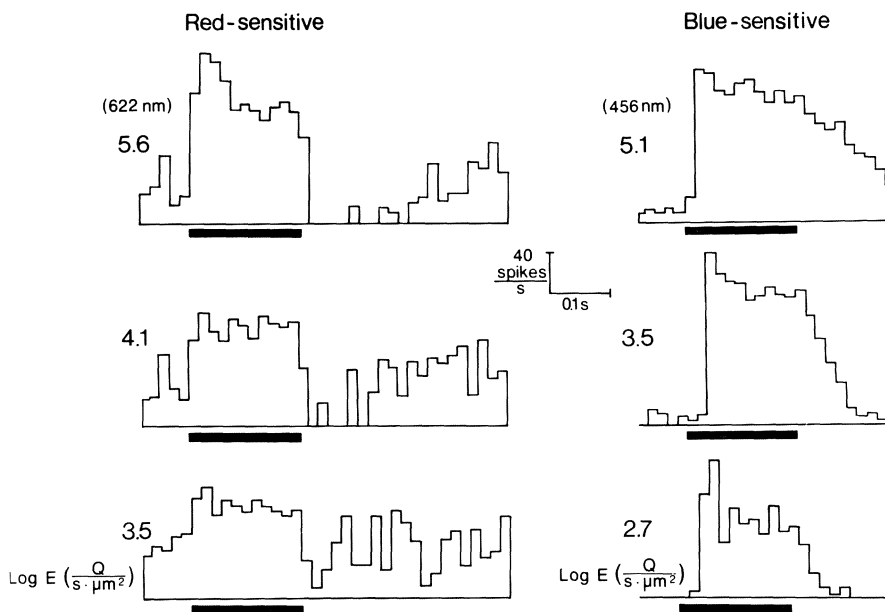 Red-sensitive
Blue-sensitive
(622 nm)
5.6
(456 nm)
5.1
40
spikes
s
0.1s
4.1
3.5
3.5
Log E (Q
s·µm²)
2.7
Log E (Q
s·µm²)